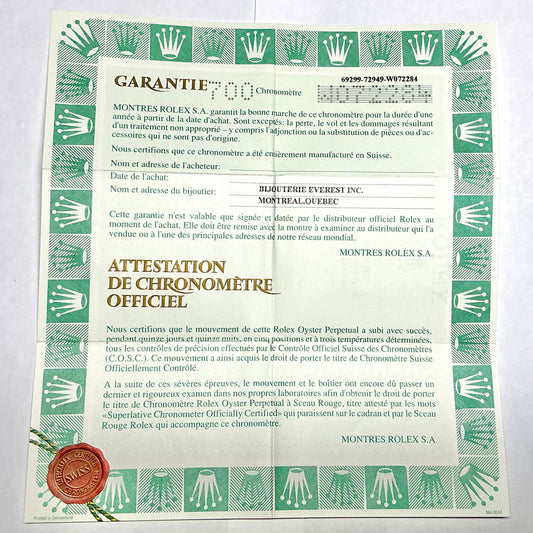 69299-72949-W072284
GARANTIE 700 Chronomètre W072284
MONTRES ROLEX S.A. garantit la bonne marche de ce chronomètre pour la durée d'une
année à partir de la date d'achat. Sont exceptés: la perte, le vol et les dommages résultant
d'un traitement non approprié – y compris l'adjonction ou la substitution de pièces ou d'ac-
cessoires qui ne sont pas d'origine.
Nous certifions que ce chronomètre a été entièrement manufacturé en Suisse.
Nom et adresse de l'acheteur:
Date de l'achat:
Nom et adresse du bijoutier: BIJOUTERIE EVEREST INC.
MONTREAL.QUEBEC
Cette garantie n'est valable que signée et datée par le distributeur officiel Rolex au
moment de l'achat. Elle doit être remise avec la montre à examiner au distributeur qui l'a
vendue ou à l'une des principales adresses de notre réseau mondial.
MONTRES ROLEX S.A.
ATTESTATION
DE CHRONOMÈTRE
OFFICIEL
Nous certifions que le mouvement de cette Rolex Oyster Perpetual a subi avec succès,
pendant quinze jours et quinze nuits, en cinq positions et à trois températures déterminées,
tous les contrôles de précision effectués par le Contrôle Officiel Suisse des Chronomètres
(C.O.S.C.). Ce mouvement a ainsi acquis le droit de porter le titre de Chronomètre Suisse
Officiellement Contrôlé.
A la suite de ces sévères épreuves, le mouvement et le boîtier ont encore dû passer un
dernier et rigoureux examen dans nos propres laboratoires afin d'obtenir le droit de porter
le titre de Chronomètre Rolex Oyster Perpetual à Sceau Rouge, titre attesté par les mots
«Superlative Chronometer Officially Certified» qui paraissent sur le cadran et par le Sceau
Rouge Rolex qui accompagne ce chronomètre.
MONTRES ROLEX S.A.
SWISS
Printed in Switzerland